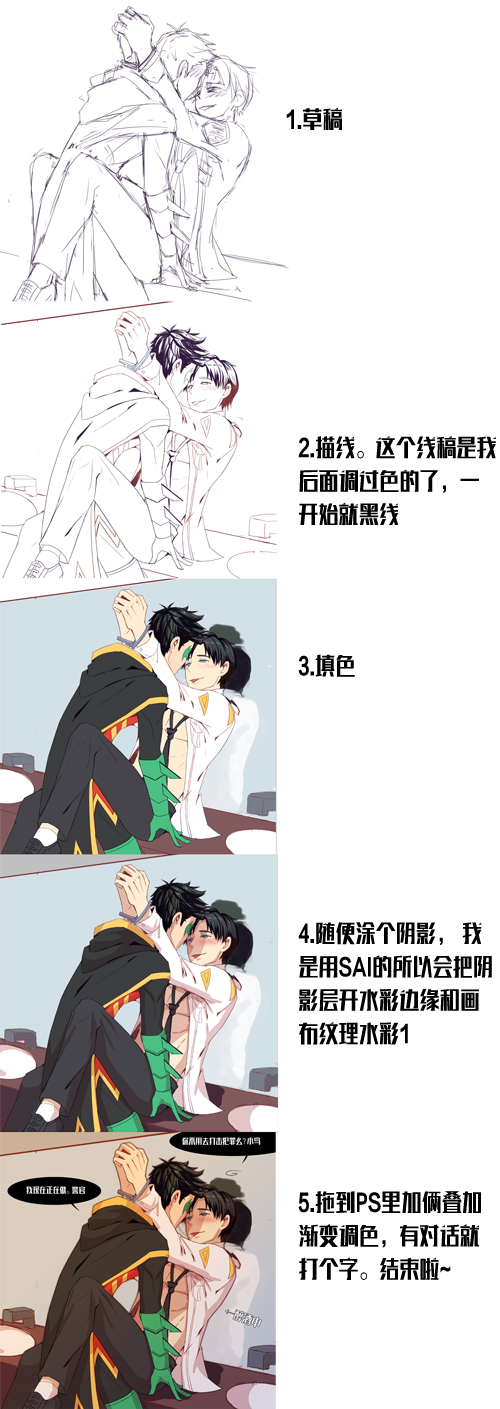 1.草稿
2.描线。这个线稿是我
后面调过色的了，一
开始就黑线
3.填色
4.随便涂个阴影， 我
是用SAI的所以会把阴
影层开水彩边缘和画
布纹理水彩1
你不用去打击犯罪么？小鸟
我现在正在做。警官
5.拖到PS里加俩叠加
渐变调色，有对话就
打个字。结束啦~
←醉酒中